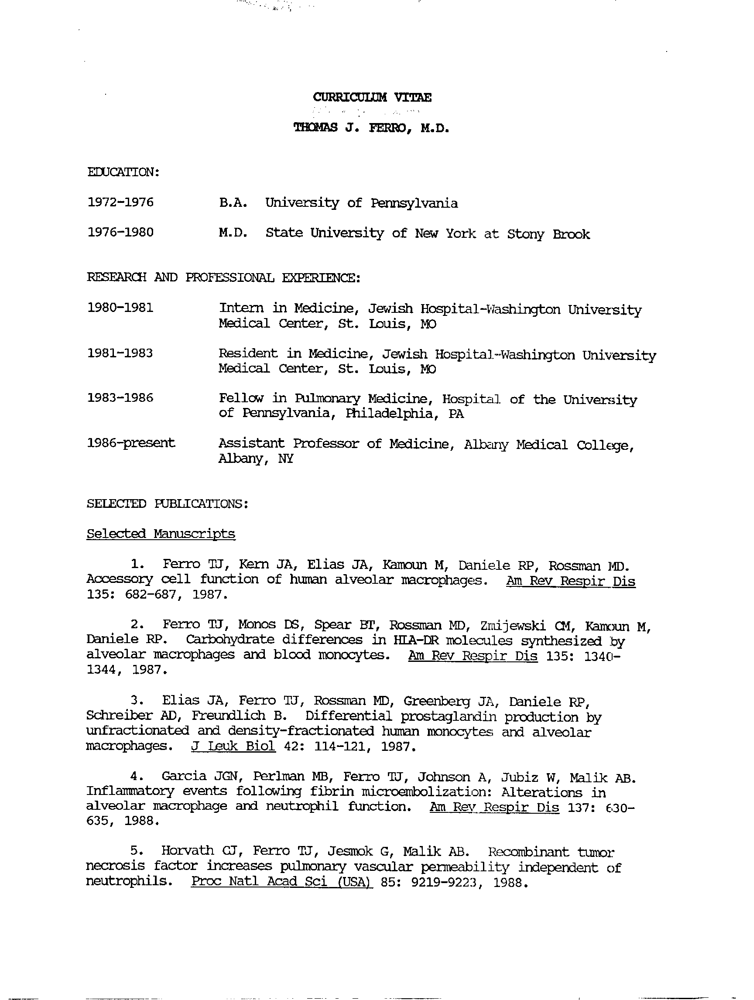 CURRICULUM VITAE
THOMAS J. FERRO, M.D.
EDUCATION:
1972-1976 B.A. University of Pennsylvania
1976-1980 M.D. State University of New York at Stony Brook
RESEARCH AND PROFESSIONAL EXPERIENCE:
1980-1981 Intern in Medicine, Jewish Hospital-Washington University
Medical Center, St. Louis, MO
1981-1983 Resident in Medicine, Jewish Hospital-Washington University
Medical Center, St. Louis, MO
1983-1986 Fellow in Pulmonary Medicine, Hospital of the University
of Pennsylvania, Philadelphia, PA
1986-present Assistant Professor of Medicine, Albany Medical College,
Albany, NY
SELECTED PUBLICATIONS:
Selected Manuscripts
1. Ferro TJ, Kern JA, Elias JA, Kamoun M, Daniele RP, Rossman MD.
Accessory cell function of human alveolar macrophages. Am Rev Respir Dis
135: 682-687, 1987.
2. Ferro TJ, Monos DS, Spear BT, Rossman MD, Zmijewski CM, Kamoun M,
Daniele RP. Carbohydrate differences in HLA-DR molecules synthesized by
alveolar macrophages and blood monocytes. Am Rev Respir Dis 135: 1340-
1344, 1987.
3. Elias JA, Ferro TJ, Rossman MD, Greenberg JA, Daniele RP,
Schreiber AD, Freundlich B. Differential prostaglandin production by
unfractionated and density-fractionated human monocytes and alveolar
macrophages. J Leuk Biol 42: 114-121, 1987.
4. Garcia JGN, Perlman MB, Ferro TJ, Johnson A, Jubiz W, Malik AB.
Inflammatory events following fibrin microembolization: Alterations in
alveolar macrophage and neutrophil function. Am Rev Respir Dis 137: 630-
635, 1988.
5. Horvath CJ, Ferro TJ, Jesmok G, Malik AB. Recombinant tumor
necrosis factor increases pulmonary vascular permeability independent of
neutrophils. Proc Natl Acad Sci (USA) 85: 9219-9223, 1988.